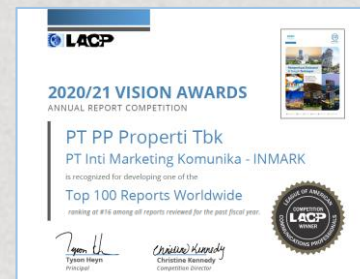 LACP
2020/21 VISION AWARDS
ANNUAL REPORT COMPETITION
PT PP Properti Tbk
PT Inti Marketing Komunika - INMARK
is recognized for developing one of the
Top 100 Reports Worldwide
ranking at #16 among all reports reviewed for the past fiscal year.
Tyson Heyn
Principal
Christine Kennedy
Christine Kennedy
Competition Director
LEAGUE OF AMERICAN
COMPETITION
LACP
WINNER
COMMUNICATIONS PROFESSIONALS